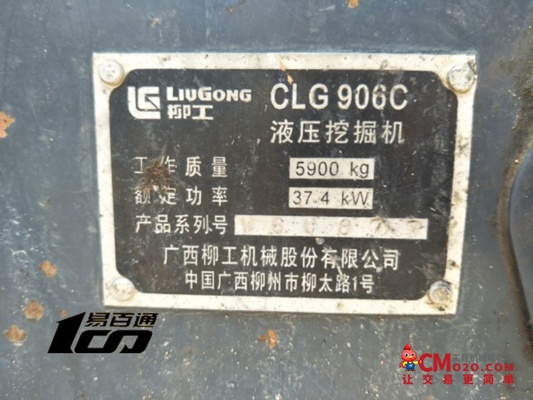 LIUGONG
柳工
CLG 906C
液压挖掘机
工作质量 5900 kg
额定功率 37.4 kW
产品系列号
广西柳工机械股份有限公司
中国广西柳州市柳太路1号
易百通
CM020.COM
让交易更简单